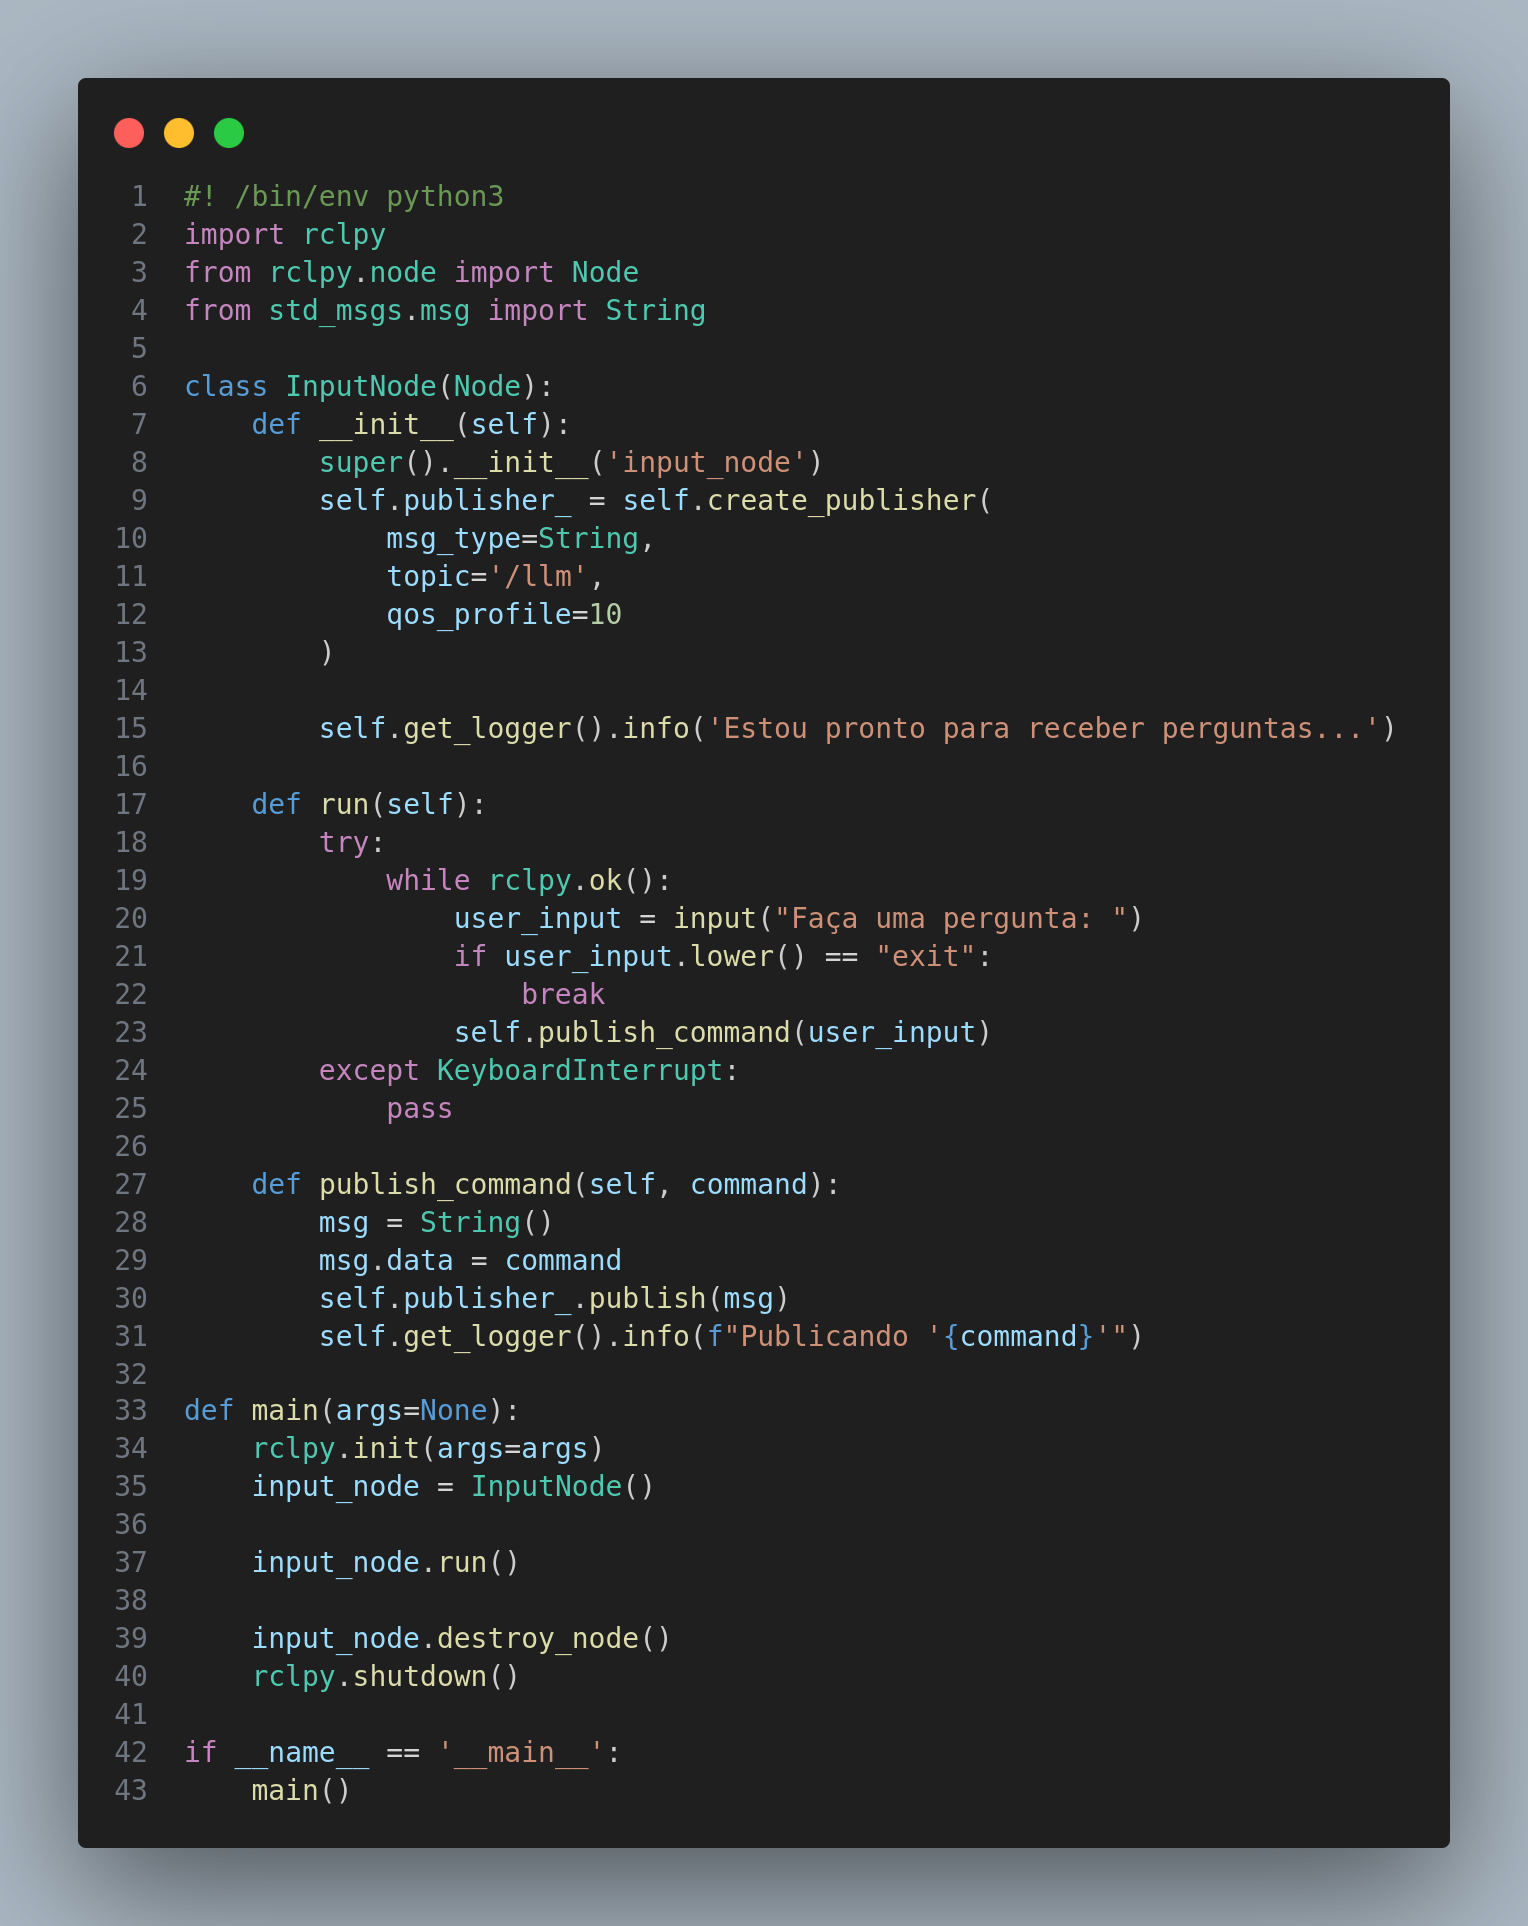 1 #! /bin/env python3
2 import rclpy
3 from rclpy.node import Node
4 from std_msgs.msg import String
5
6 class InputNode(Node):
7     def __init__(self):
8         super().__init__('input_node')
9         self.publisher_ = self.create_publisher(
10             msg_type=String,
11             topic='/llm',
12             qos_profile=10
13         )
14
15         self.get_logger().info('Estou pronto para receber perguntas...')
16
17     def run(self):
18         try:
19             while rclpy.ok():
20                 user_input = input("Faça uma pergunta: ")
21                 if user_input.lower() == "exit":
22                     break
23                 self.publish_command(user_input)
24         except KeyboardInterrupt:
25             pass
26
27     def publish_command(self, command):
28         msg = String()
29         msg.data = command
30         self.publisher_.publish(msg)
31         self.get_logger().info(f"Publicando '{command}'")
32
33 def main(args=None):
34     rclpy.init(args=args)
35     input_node = InputNode()
36
37     input_node.run()
38
39     input_node.destroy_node()
40     rclpy.shutdown()
41
42 if __name__ == '__main__':
43     main()